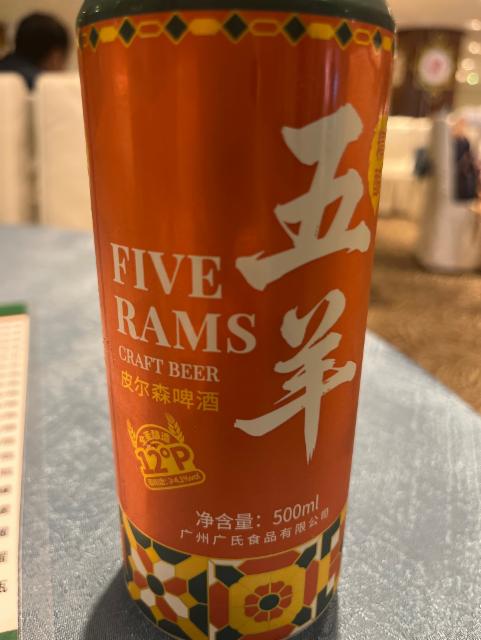 五羊
FIVE
RAMS
CRAFT BEER
皮尔森啤酒
12°P
净含量：500ml
广州广氏食品有限公司